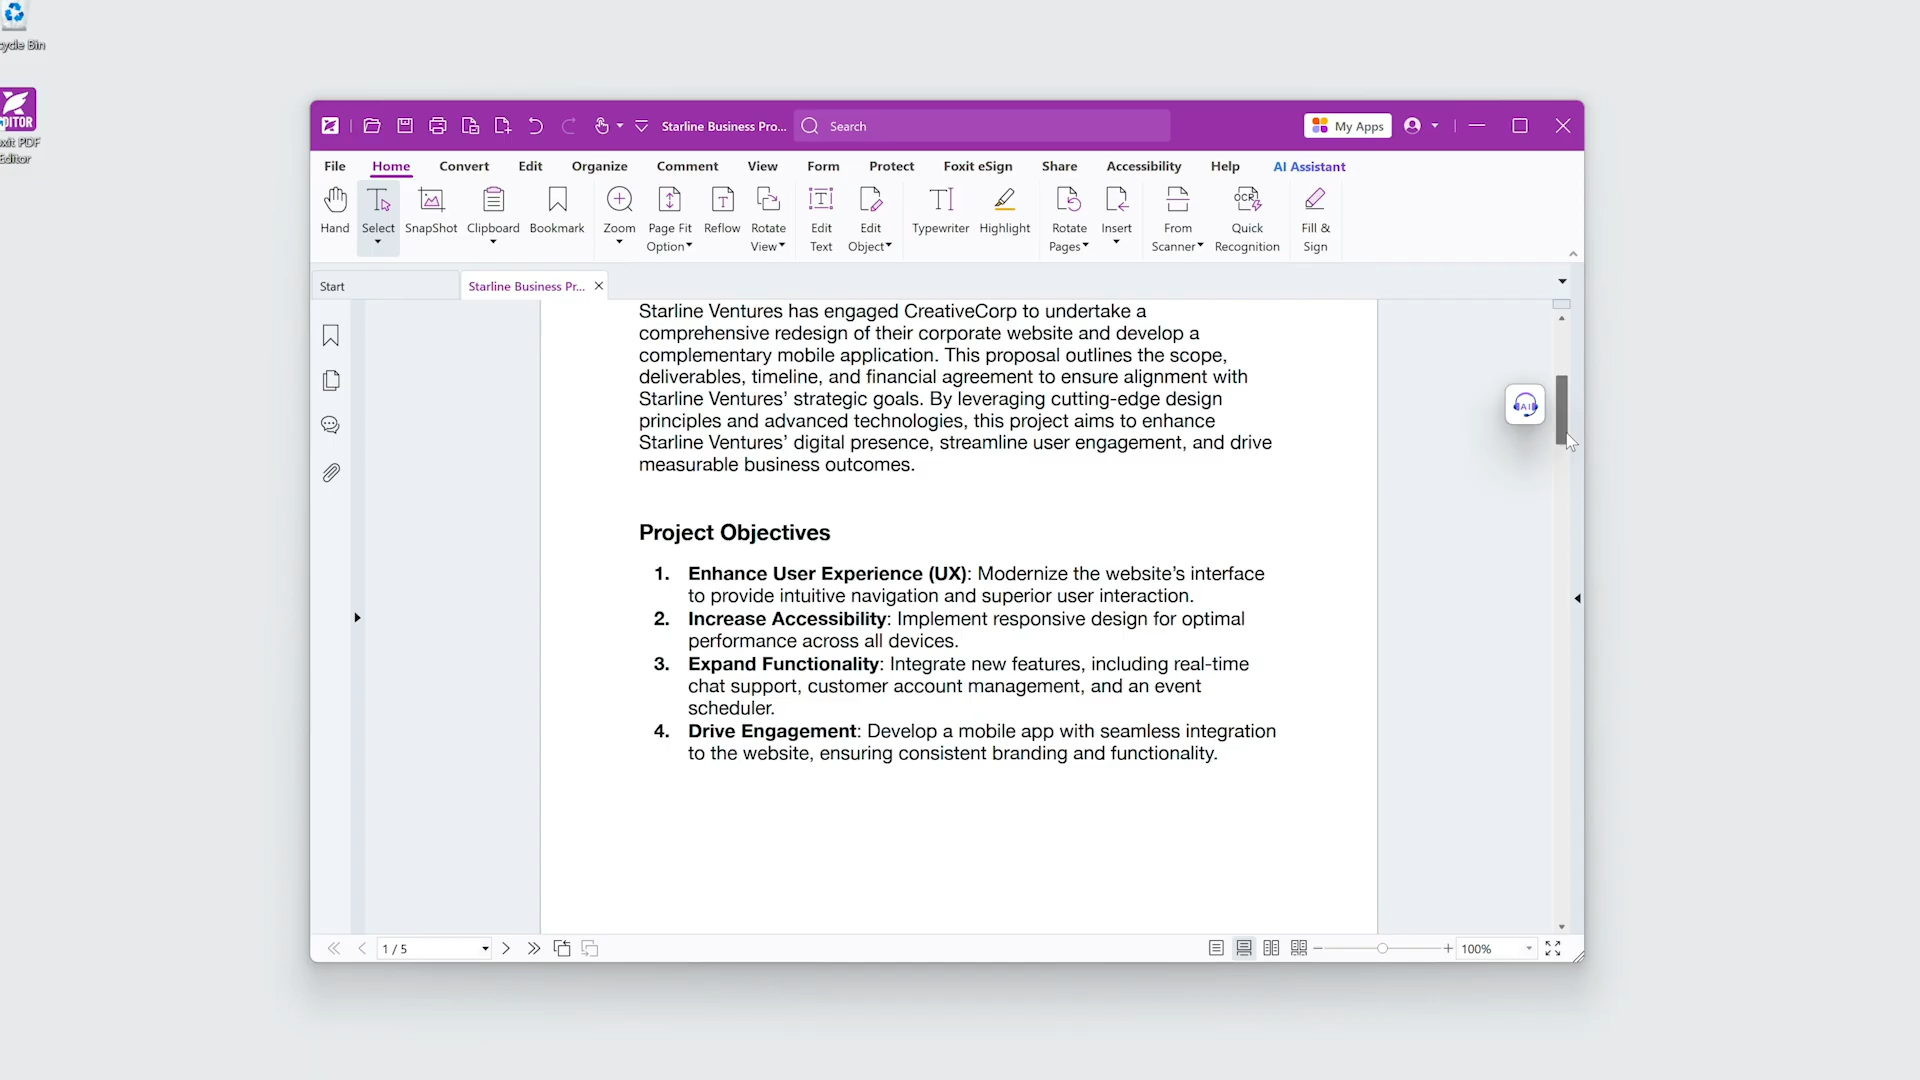 cycle Bin
EDITOR
oxit PDF
Editor
Starline Business Pro...
Search
My Apps
File Home Convert Edit Organize Comment View Form Protect Foxit eSign Share Accessibility Help AI Assistant
Hand Select SnapShot Clipboard Bookmark Zoom Page Fit Option Reflow Rotate View Edit Text Edit Object Typewriter Highlight Rotate Pages Insert From Scanner OCR Quick Recognition Fill & Sign
Start
Starline Business Pr...
Starline Ventures has engaged CreativeCorp to undertake a
comprehensive redesign of their corporate website and develop a
complementary mobile application. This proposal outlines the scope,
deliverables, timeline, and financial agreement to ensure alignment with
Starline Ventures’ strategic goals. By leveraging cutting-edge design
principles and advanced technologies, this project aims to enhance
Starline Ventures’ digital presence, streamline user engagement, and drive
measurable business outcomes.
AI
Project Objectives
1. Enhance User Experience (UX): Modernize the website’s interface
to provide intuitive navigation and superior user interaction.
2. Increase Accessibility: Implement responsive design for optimal
performance across all devices.
3. Expand Functionality: Integrate new features, including real-time
chat support, customer account management, and an event
scheduler.
4. Drive Engagement: Develop a mobile app with seamless integration
to the website, ensuring consistent branding and functionality.
1 / 5
100%